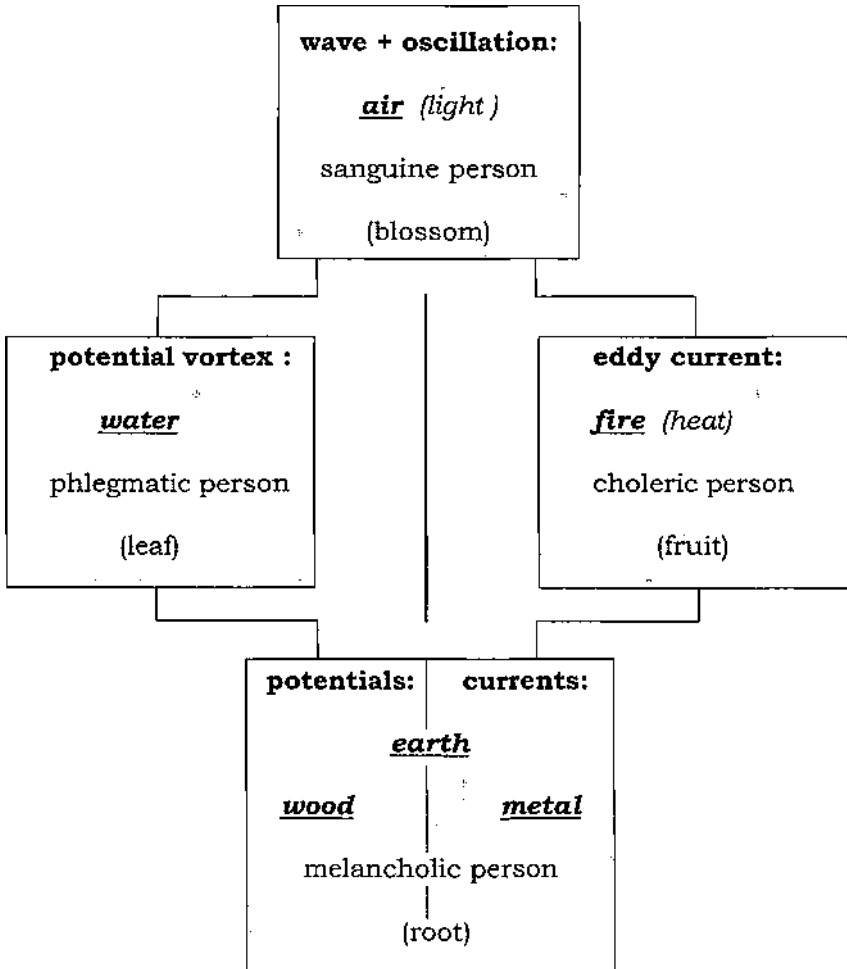 wave + oscillation:
air (light )
sanguine person
(blossom)
potential vortex :
water
phlegmatic person
(leaf)
eddy current:
fire (heat)
choleric person
(fruit)
potentials: currents:
earth
wood metal
melancholic person
(root)